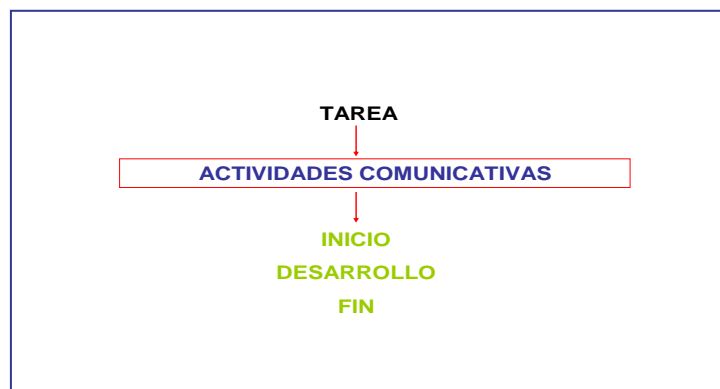 TAREA
ACTIVIDADES COMUNICATIVAS
INICIO
DESARROLLO
FIN